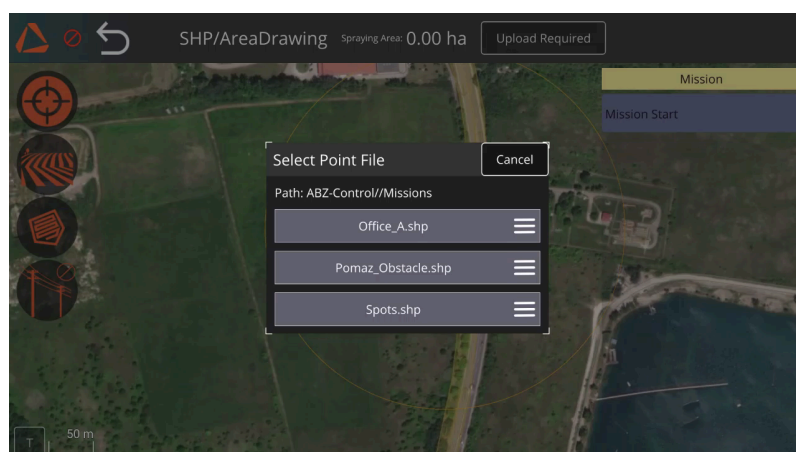 SHP/AreaDrawing Spraying Area: 0.00 ha Upload Required
Mission
Mission Start
Select Point File Cancel
Path: ABZ-Control//Missions
Office_A.shp
Pomaz_Obstacle.shp
Spots.shp
T 50 m